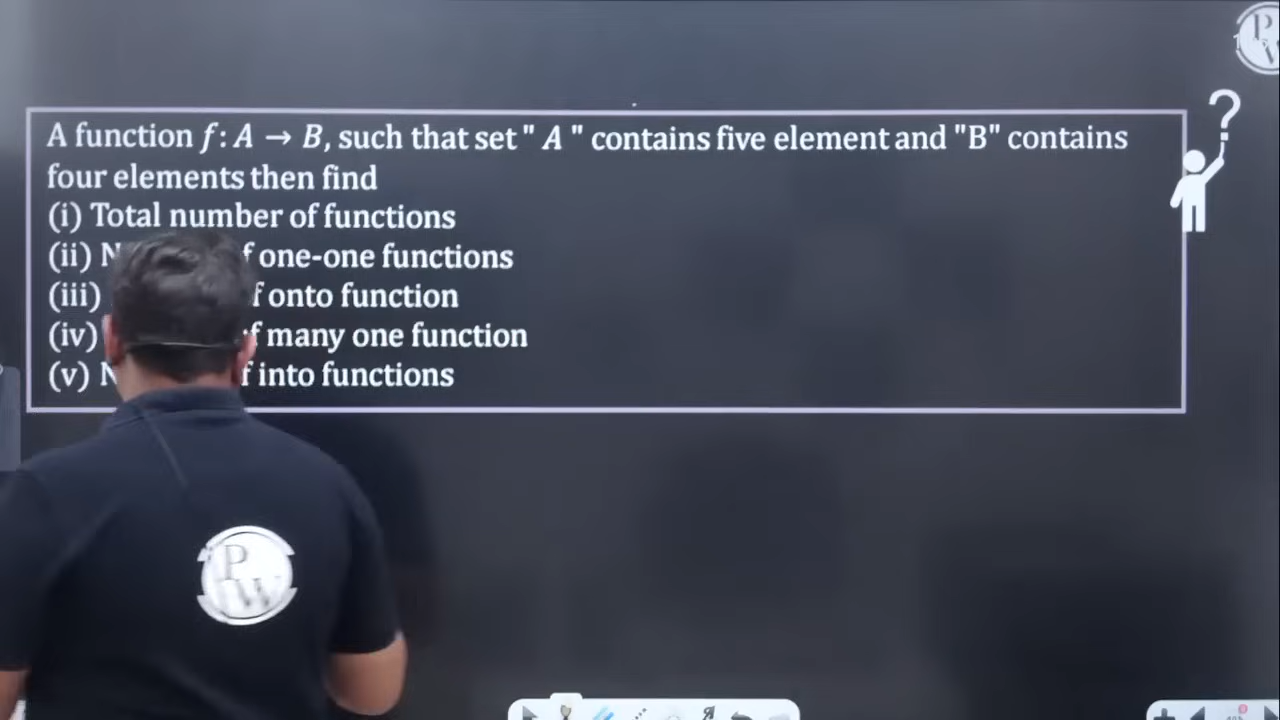 A function f: A → B, such that set " A " contains five element and "B" contains
four elements then find
(i) Total number of functions
(ii) one-one functions
(iii) onto function
(iv) many one function
(v) into functions
?
P
W
P
W